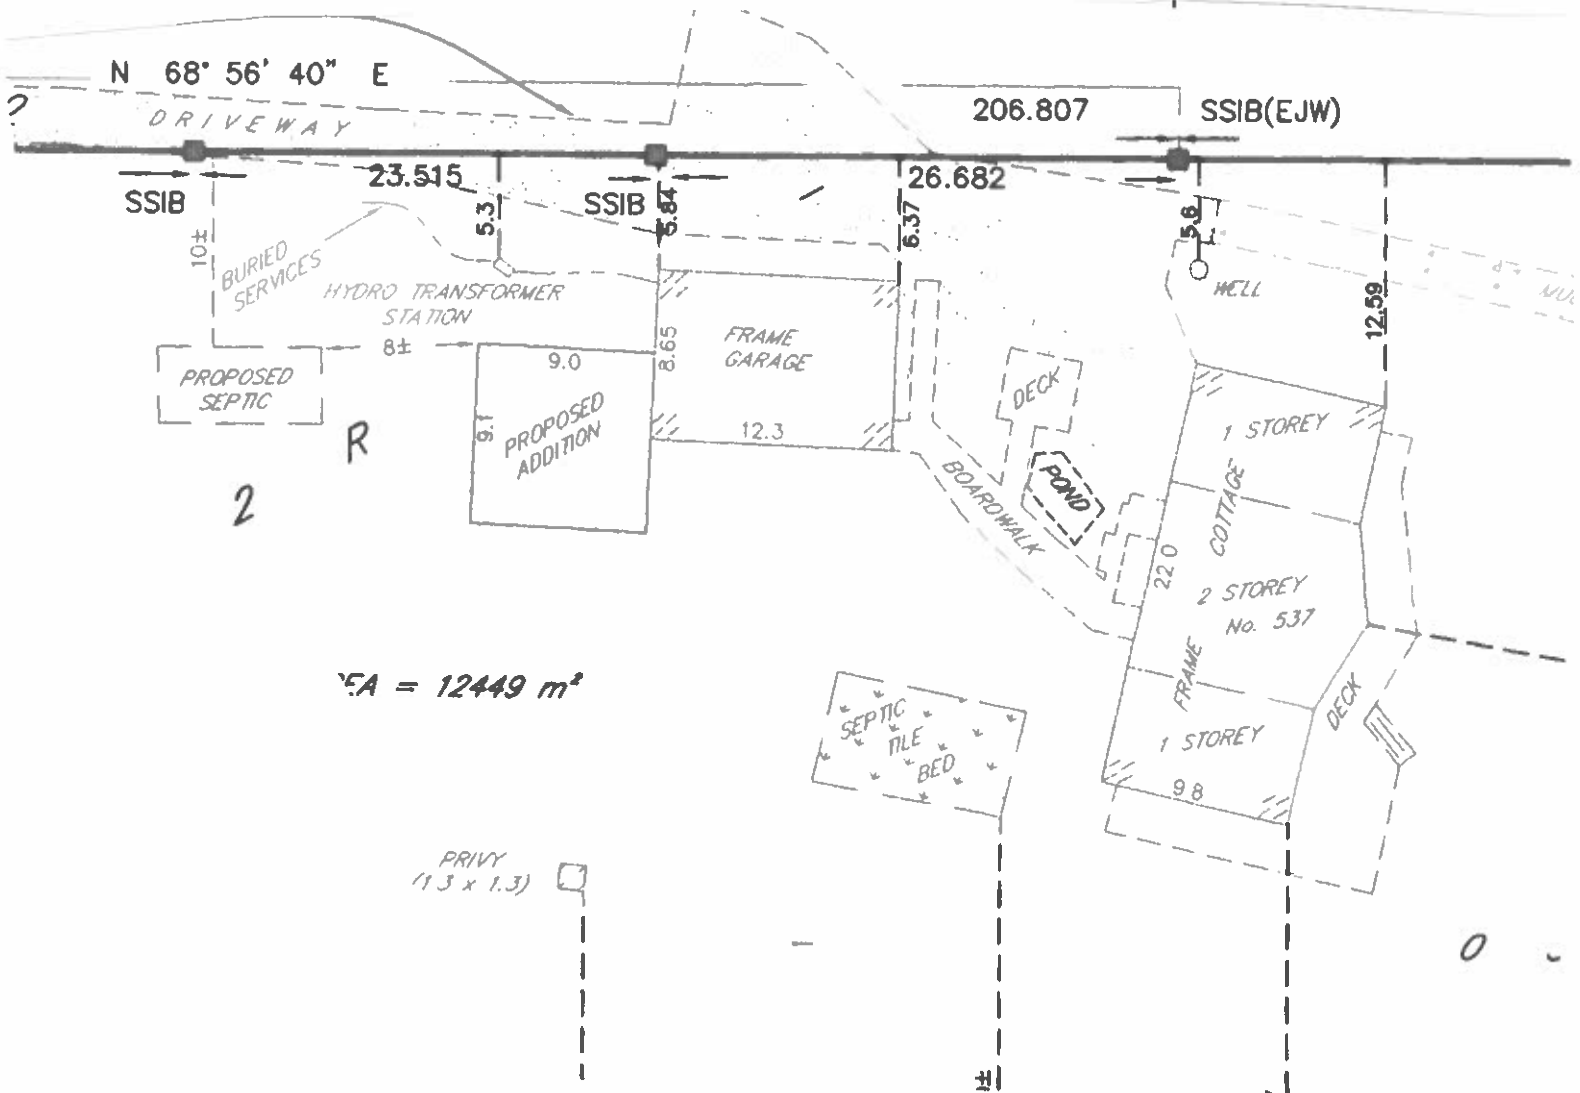 N 68° 56' 40" E
206.807
SSIB(EJW)
?
DRIVEWAY
23.515
26.682
SSIB
SSIB
5.3
5.84
6.37
5.6
10±
BURIED
SERVICES
HYDRO TRANSFORMER
STATION
WELL
12.59
8±
PROPOSED
SEPTIC
9.0
9.1
PROPOSED
ADDITION
8.65
FRAME
GARAGE
12.3
DECK
POND
BOARDWALK
1 STOREY
FRAME COTTAGE
22.0
2 STOREY
No. 537
1 STOREY
9.8
DECK
R
2
EA = 12449 m²
SEPTIC
TILE
BED
PRIVY
(1.3 x 1.3)
O
1±